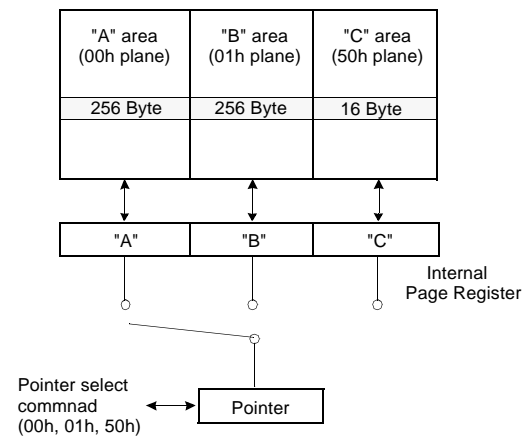 "A" area
(00h plane)
"B" area
(01h plane)
"C" area
(50h plane)
256 Byte
256 Byte
16 Byte
"A"
"B"
"C"
Internal
Page Register
Pointer select
commnad
(00h, 01h, 50h)
Pointer